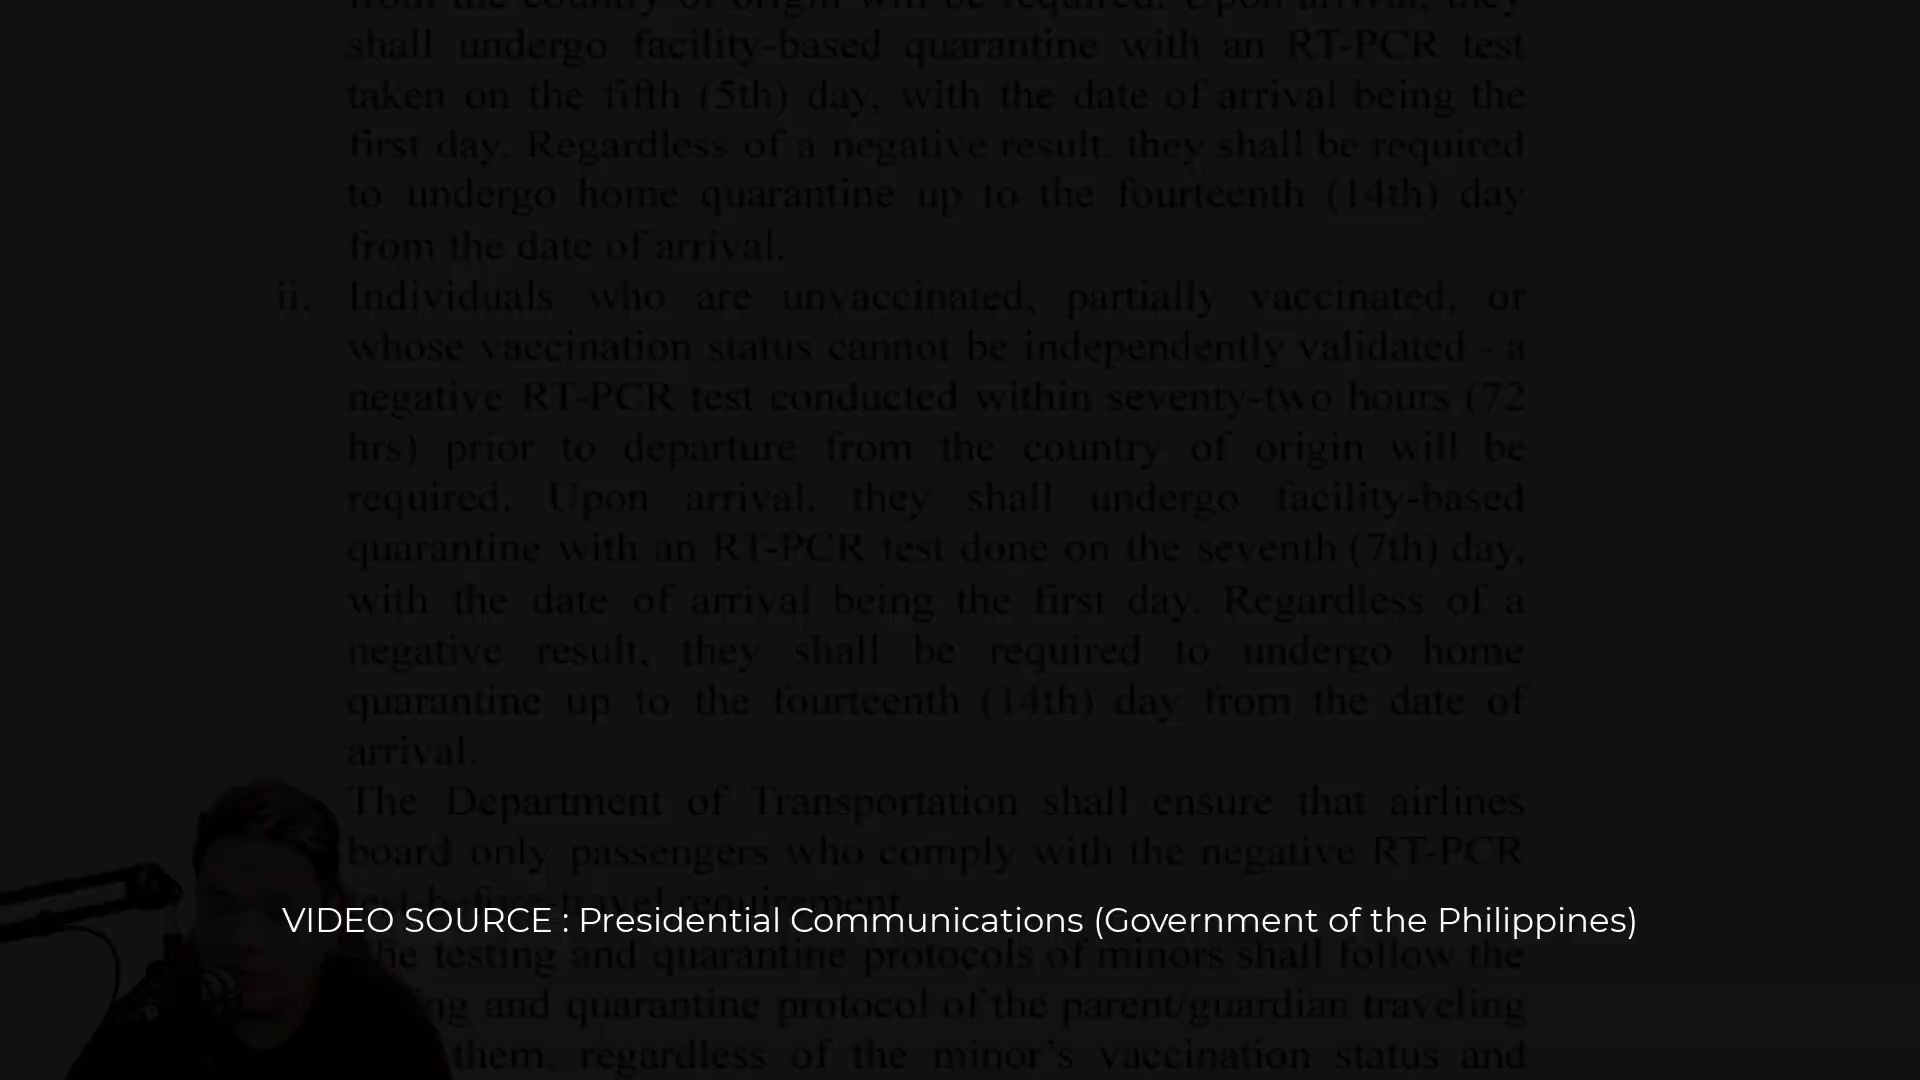 from the country of origin will be required. Upon arrival, they
shall undergo facility-based quarantine with an RT-PCR test
taken on the fifth (5th) day, with the date of arrival being the
first day. Regardless of a negative result, they shall be required
to undergo home quarantine up to the fourteenth (14th) day
from the date of arrival.
ii. Individuals who are unvaccinated, partially vaccinated, or
whose vaccination status cannot be independently validated - a
negative RT-PCR test conducted within seventy-two hours (72
hrs) prior to departure from the country of origin will be
required. Upon arrival, they shall undergo facility-based
quarantine with an RT-PCR test done on the seventh (7th) day,
with the date of arrival being the first day. Regardless of a
negative result, they shall be required to undergo home
quarantine up to the fourteenth (14th) day from the date of
arrival.
The Department of Transportation shall ensure that airlines
board only passengers who comply with the negative RT-PCR
test-before-travel requirement.
VIDEO SOURCE : Presidential Communications (Government of the Philippines)
he testing and quarantine protocols of minors shall follow the
ng and quarantine protocol of the parent/guardian traveling
them, regardless of the minor's vaccination status and